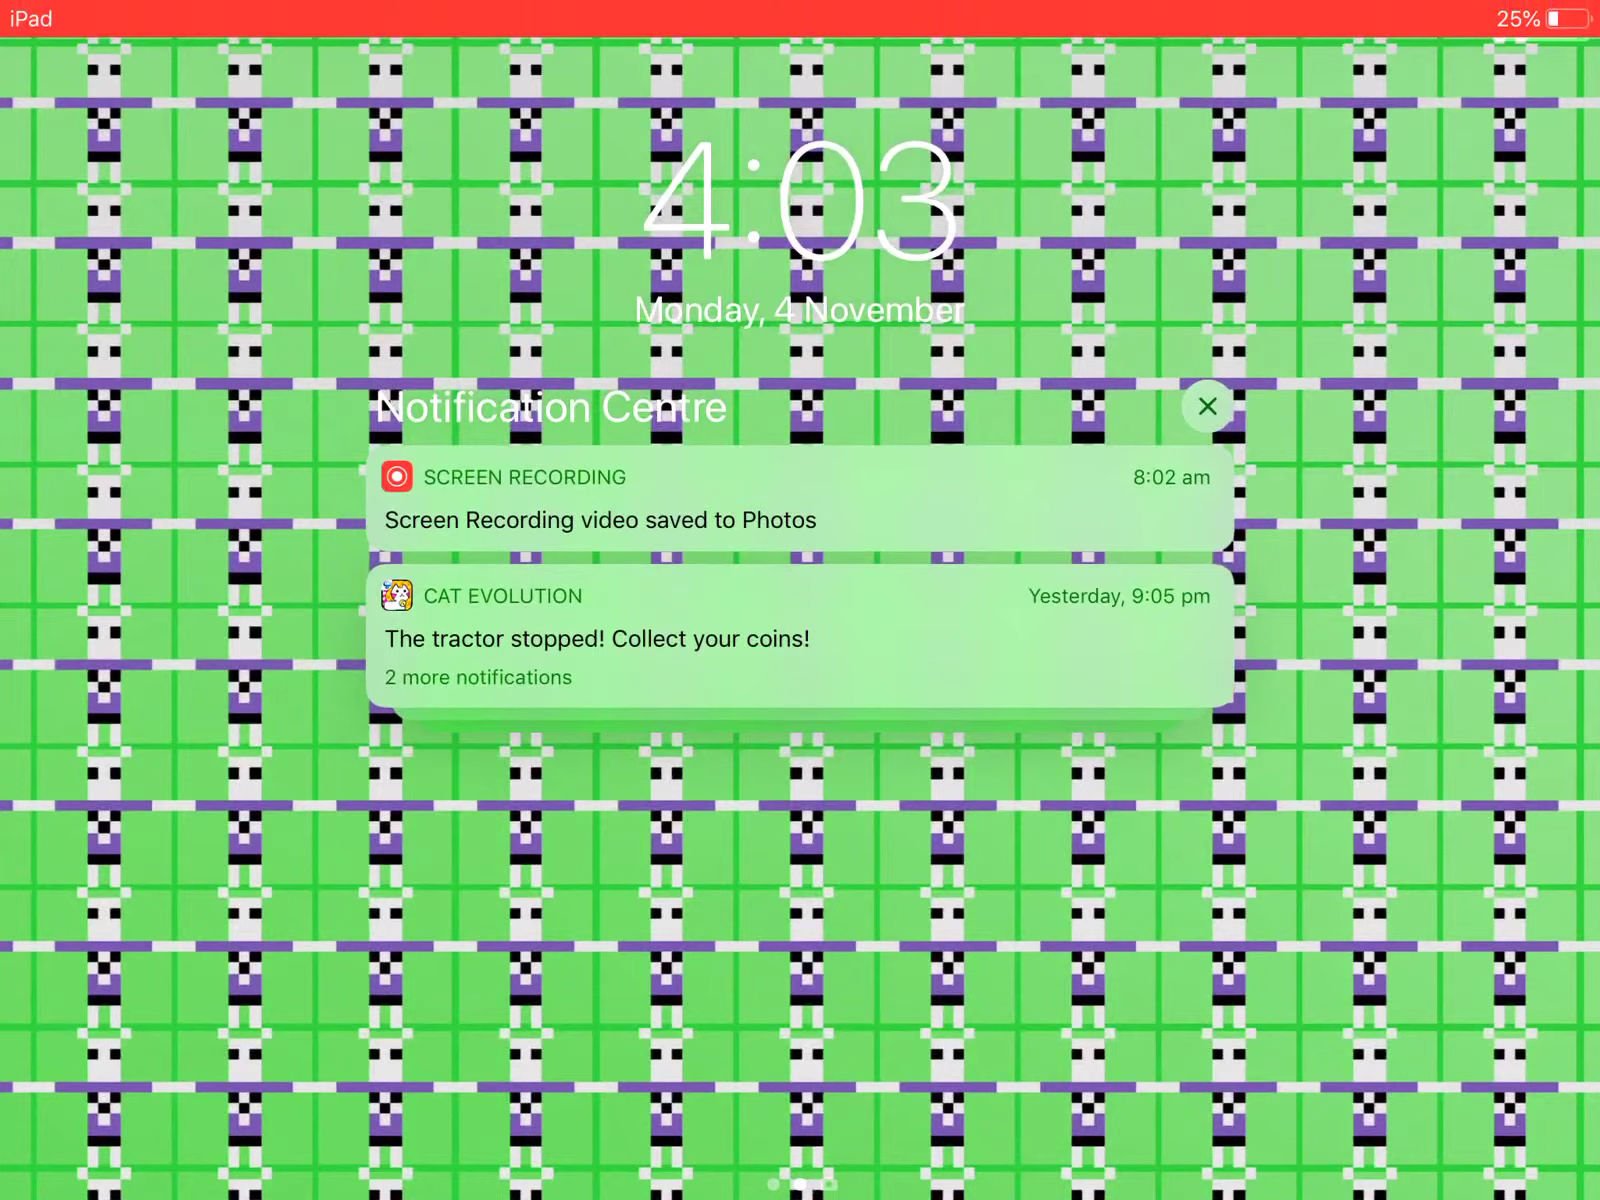 iPad
25%
4:03
Monday, 4 November
Notification Centre
SCREEN RECORDING
8:02 am
Screen Recording video saved to Photos
CAT EVOLUTION
Yesterday, 9:05 pm
The tractor stopped! Collect your coins!
2 more notifications